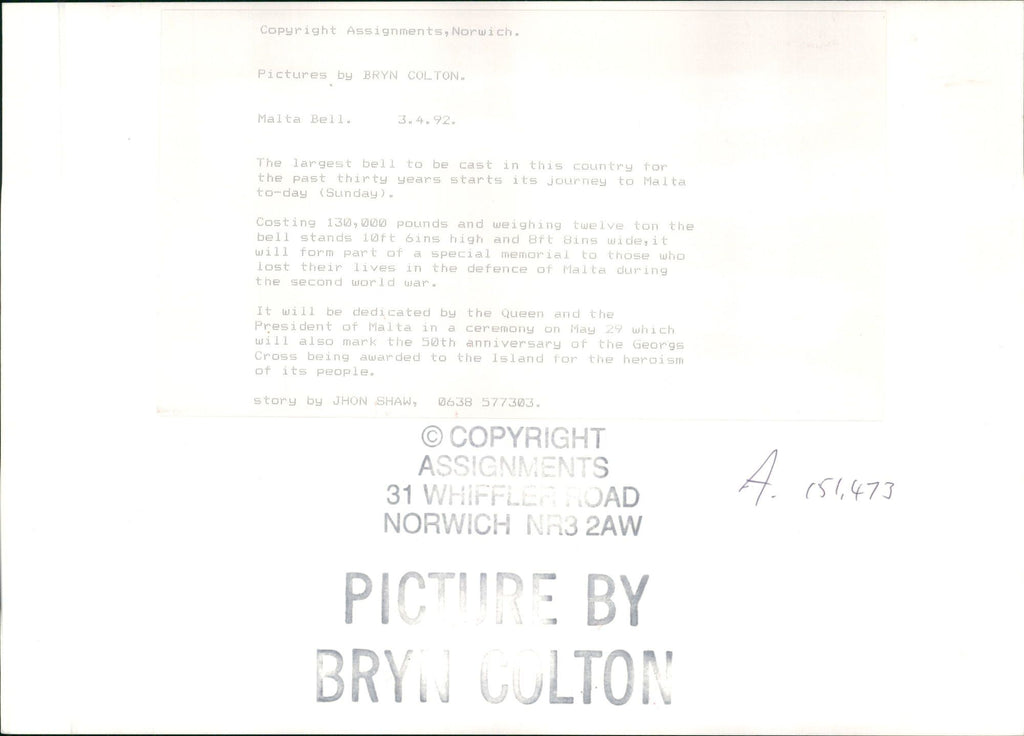 Copyright Assignments,Norwich.
Pictures by BRYN COLTON.
Malta Bell. 3.4.92.
The largest bell to be cast in this country for
the past thirty years starts its journey to Malta
to-day (Sunday).
Costing 130,000 pounds and weighing twelve ton the
bell stands 10ft 6ins high and 8ft 8ins wide,it
will form part of a special memorial to those who
lost their lives in the defence of Malta during
the second world war.
It will be dedicated by the Queen and the
President of Malta in a ceremony on May 29 which
will also mark the 50th anniversary of the Georgs
Cross being awarded to the Island for the heroism
of its people.
story by JHON SHAW, 0638 577303.
© COPYRIGHT
ASSIGNMENTS
31 WHIFFLER ROAD
NORWICH NR3 2AW
A. 151,473
PICTURE BY
BRYN COLTON